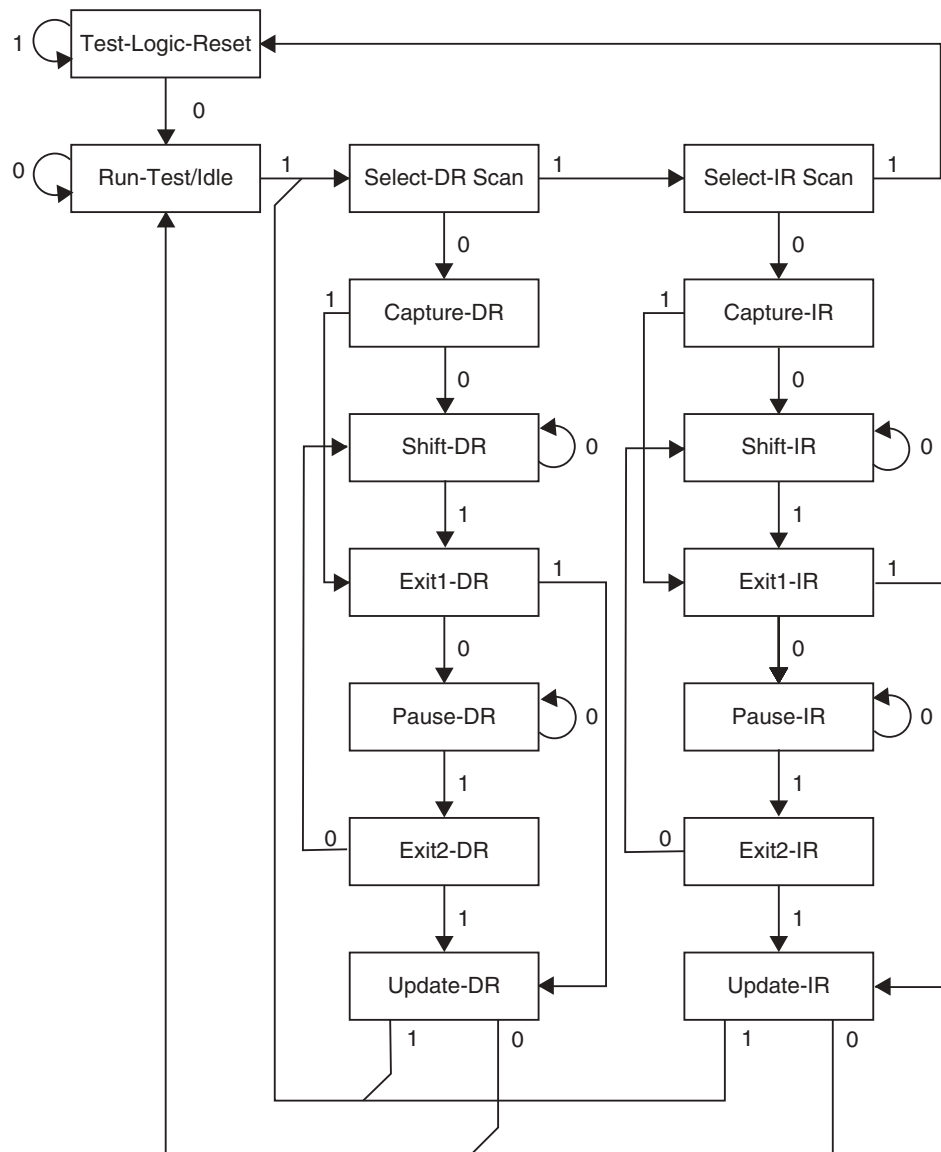 1 Test-Logic-Reset
0
0 Run-Test/Idle 1 Select-DR Scan 1 Select-IR Scan 1
0 0
1 Capture-DR 1 Capture-IR
0 0
Shift-DR 0 Shift-IR 0
1 1
Exit1-DR 1 Exit1-IR 1
0 0
Pause-DR 0 Pause-IR 0
1 1
0 Exit2-DR 0 Exit2-IR
1 1
Update-DR Update-IR
1 0 1 0